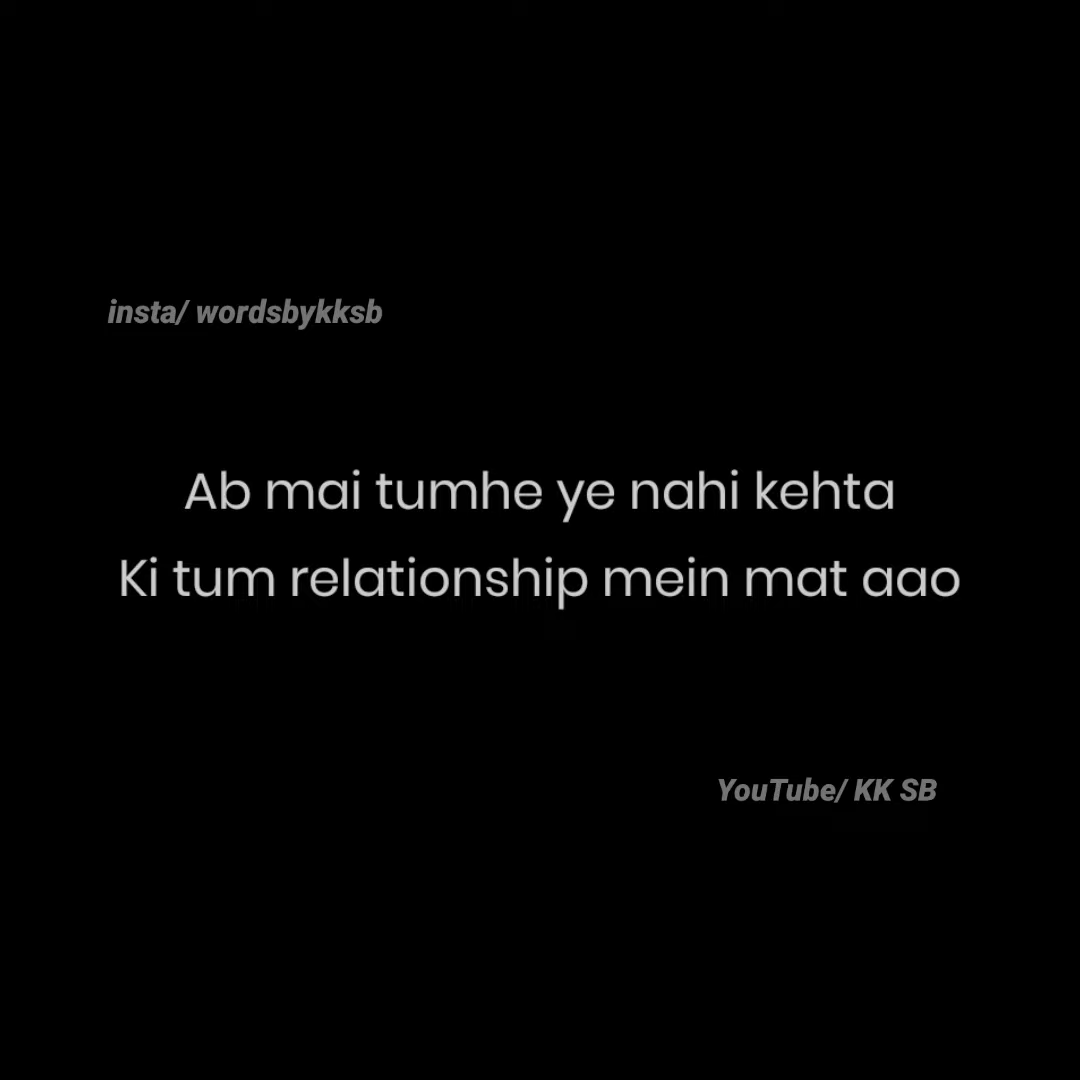 insta/ wordsbykksb
Ab mai tumhe ye nahi kehta
Ki tum relationship mein mat aao
YouTube/ KK SB